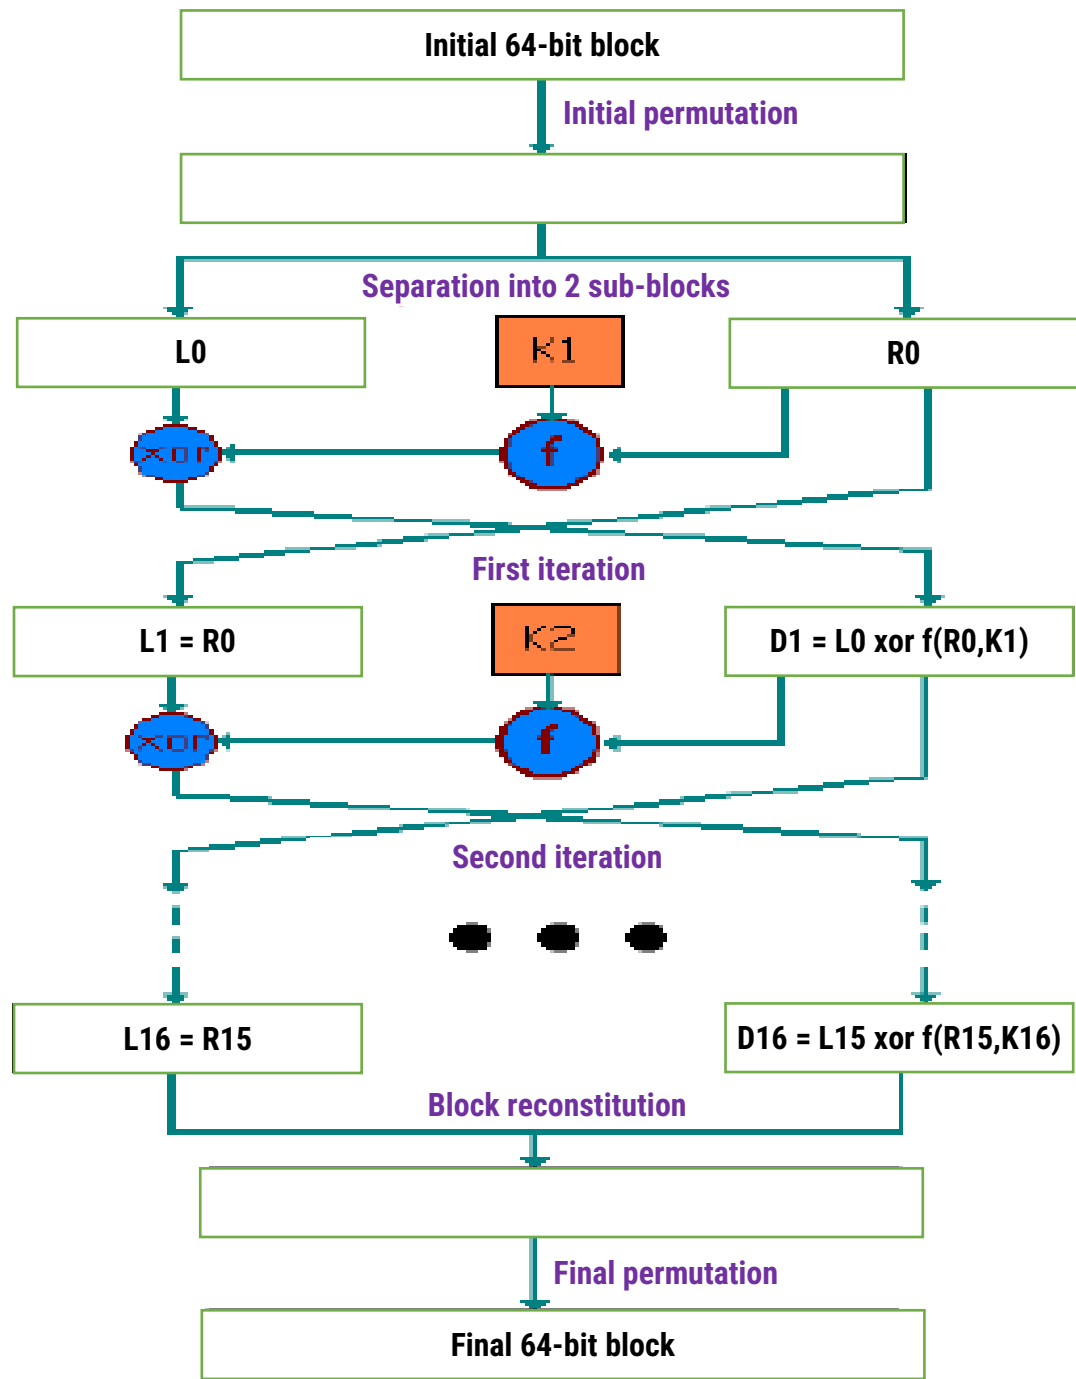 Initial 64-bit block
Initial permutation
Separation into 2 sub-blocks
L0
K1
R0
xor
f
First iteration
L1 = R0
K2
D1 = L0 xor f(R0,K1)
xor
f
Second iteration
L16 = R15
D16 = L15 xor f(R15,K16)
Block reconstitution
Final permutation
Final 64-bit block